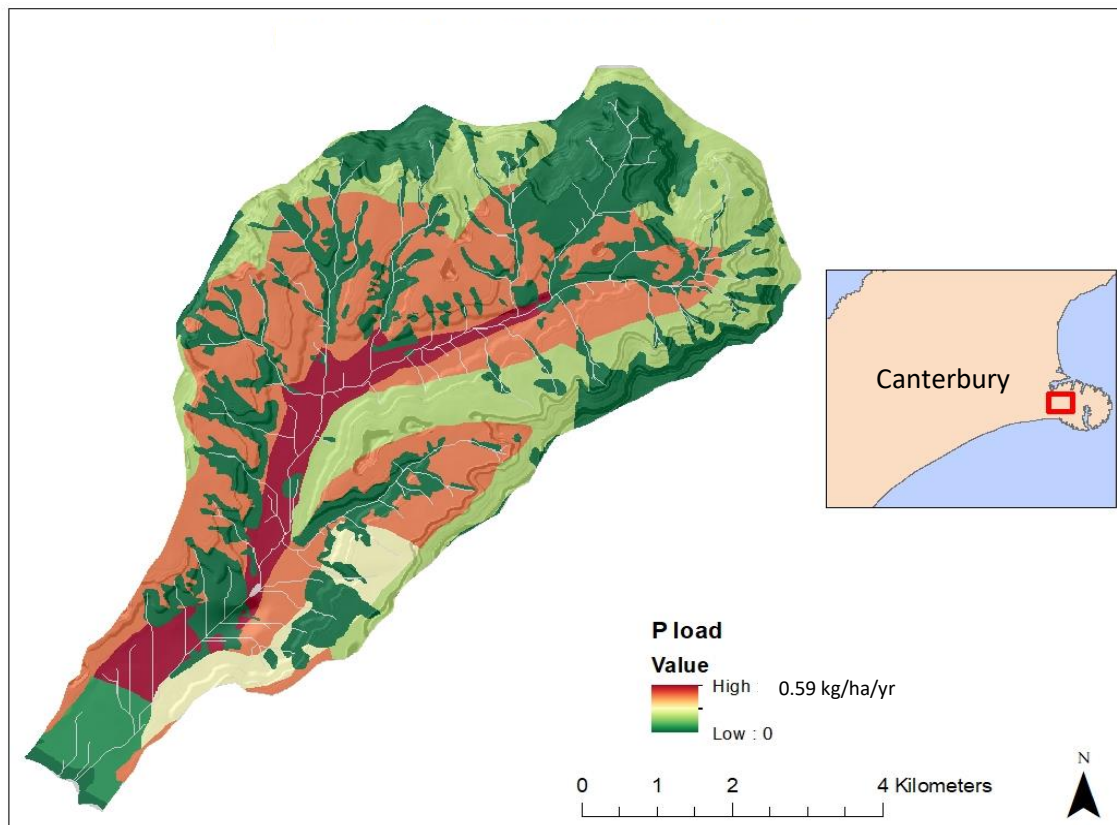 Canterbury
P load
Value
High : 0.59 kg/ha/yr
Low : 0
N
0 1 2 4 Kilometers